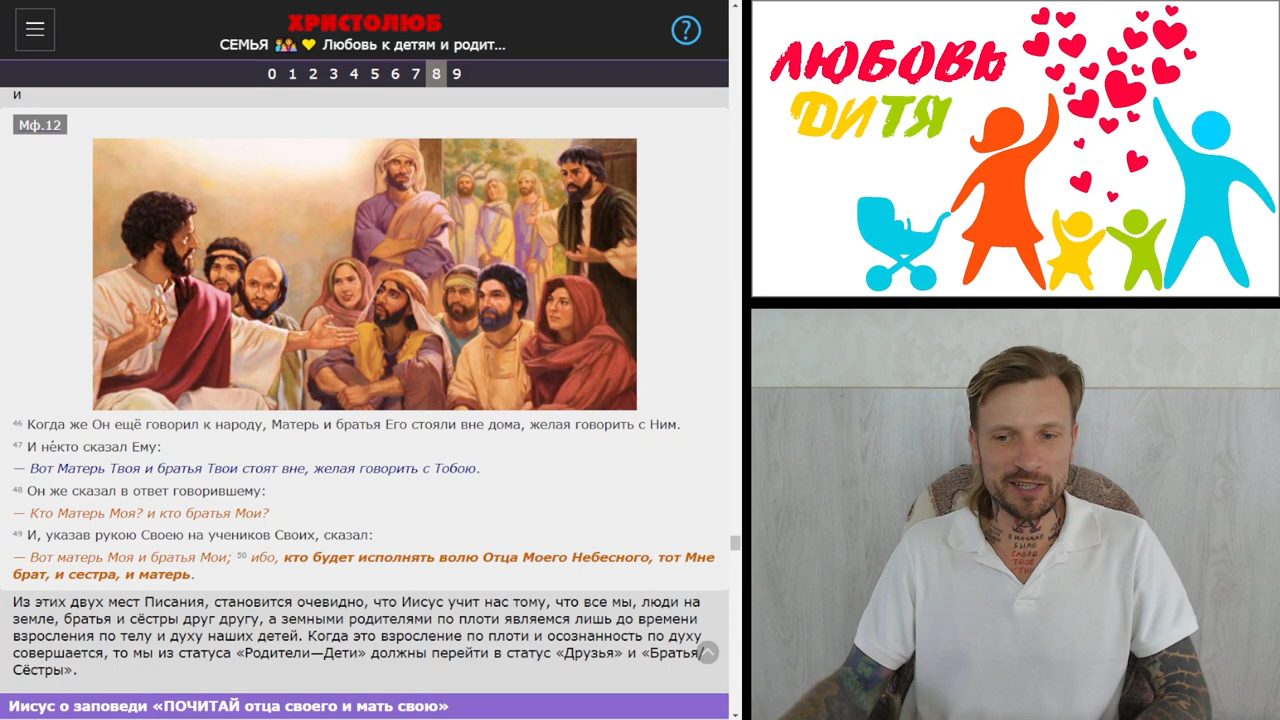 ХРИСТОЛЮБ
СЕМЬЯ 👫 💛 Любовь к детям и родит...
0 1 2 3 4 5 6 7 8 9
и
Мф.12
46 Когда же Он ещё говорил к народу, Матерь и братья Его стояли вне дома, желая говорить с Ним.
47 И не́кто сказал Ему:
— Вот Матерь Твоя и братья Твои стоят вне, желая говорить с Тобою.
48 Он же сказал в ответ говорившему:
— Кто Матерь Моя? и кто братья Мои?
49 И, указав рукою Своею на учеников Своих, сказал:
— Вот матерь Моя и братья Мои; 50 ибо, кто будет исполнять волю Отца Моего Небесного, тот Мне
брат, и сестра, и матерь.
Из этих двух мест Писания, становится очевидно, что Иисус учит нас тому, что все мы, люди на
земле, братья и сёстры друг другу, а земными родителями по плоти являемся лишь до времени
взросления по телу и духу наших детей. Когда это взросление по плоти и осознанность по духу
совершается, то мы из статуса «Родители—Дети» должны перейти в статус «Друзья» и «Братья/
Сёстры».
Иисус о заповеди «ПОЧИТАЙ отца своего и мать свою»
ЛЮБОВЬ
ДИТЯ
В НАЧАЛЕ
БЫЛО
СЛОВО